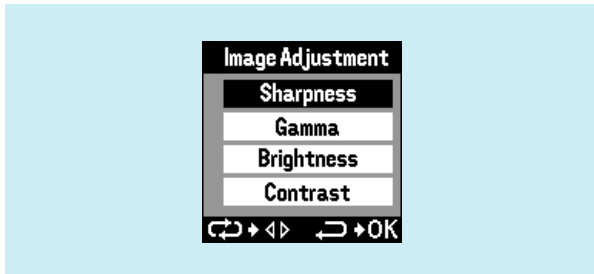 Image Adjustment
Sharpness
Gamma
Brightness
Contrast
OK